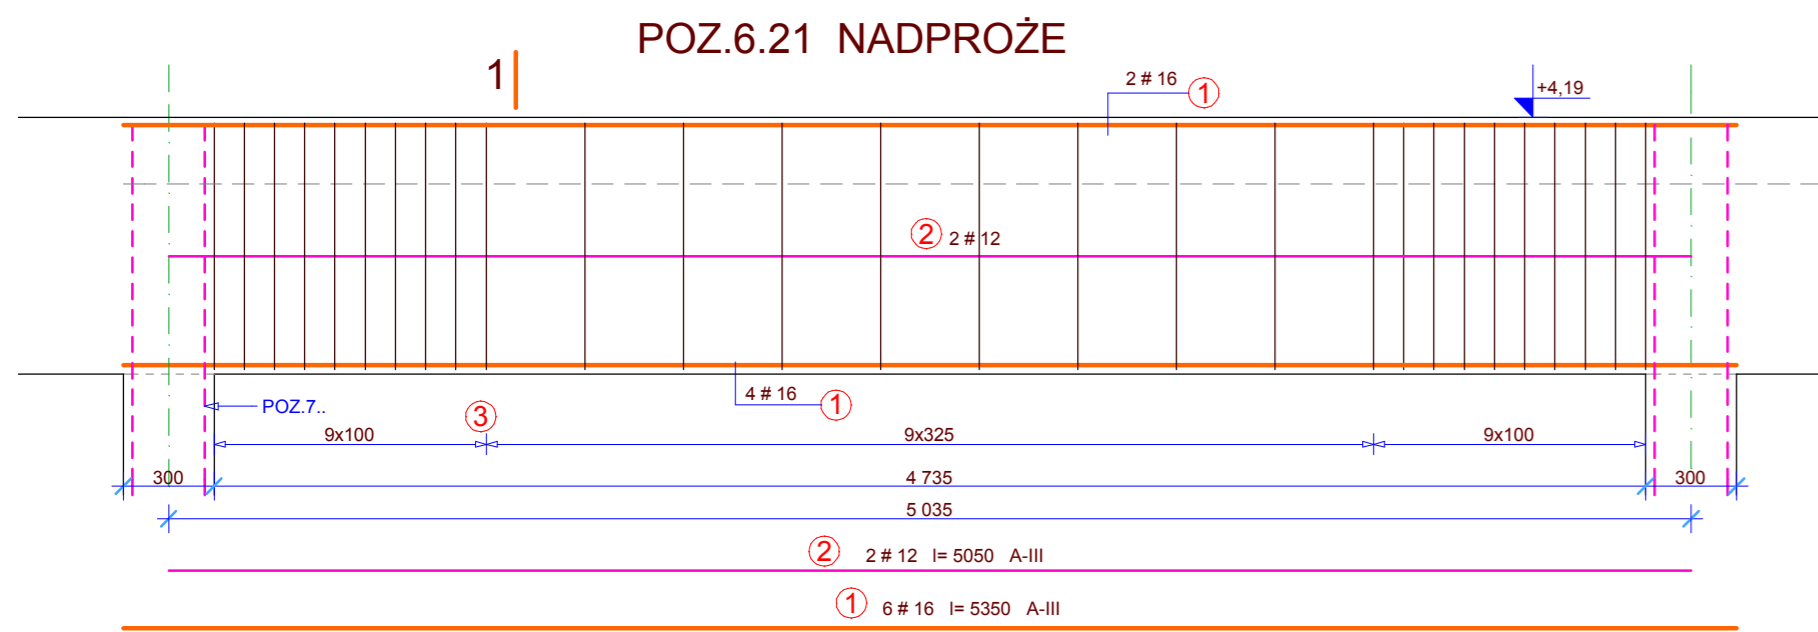 POZ.6.21 NADPROŻE
1
2 # 16 1
+4,19
2 2 # 12
4 # 16 1
POZ.7..
3
9x100 9x325 9x100
300 4 735 300
5 035
2 2 # 12 l= 5050 A-III
1 6 # 16 l= 5350 A-III